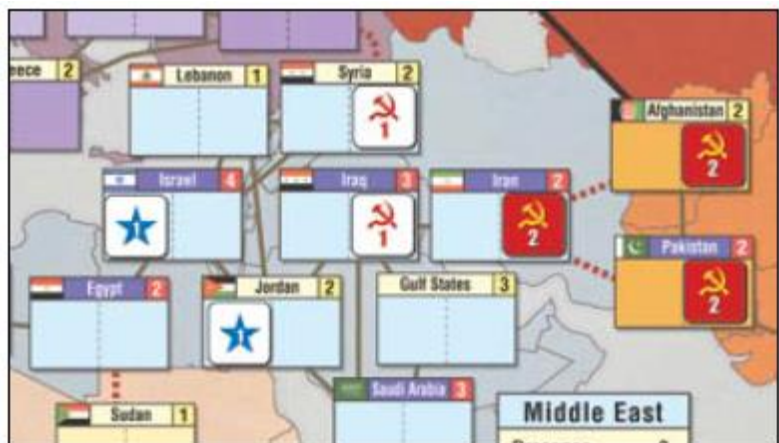 eece 2
Lebanon 1
Syria 2
1
Afghanistan 2
2
Israel 4
1
Iraq 3
1
Iran 2
2
Pakistan 2
2
Egypt 2
Jordan 2
1
Gulf States 3
Saudi Arabia 3
Sudan 1
Middle East